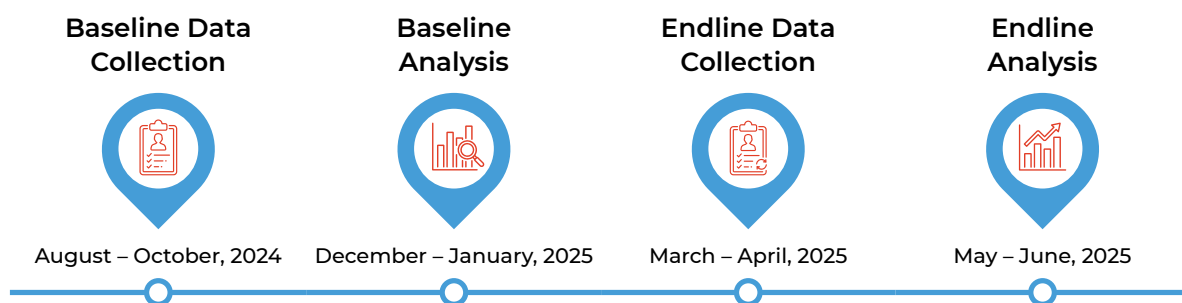 Baseline Data
Collection
Baseline
Analysis
Endline Data
Collection
Endline
Analysis
August – October, 2024
December – January, 2025
March – April, 2025
May – June, 2025